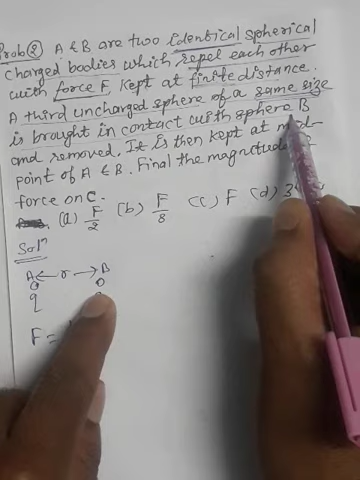 Prob② A & B are two identical spherical
charged bodies which repel each other
with force F, kept at finite distance.
A third uncharged sphere of a same size
is brought in contact with sphere B
and removed. It is then kept at mid-
point of A & B. Final the magnitude
force on C.
(a) F/2 (b) F/8 (c) F (d)
Solⁿ
A ← r → B
q
F =